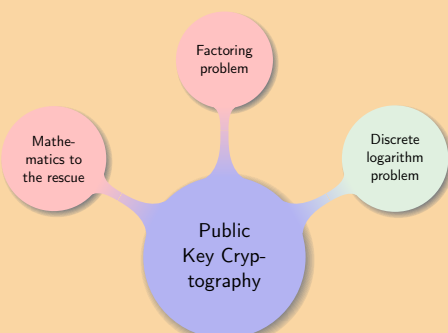 Factoring
problem
Mathe-
matics to
the rescue
Discrete
logarithm
problem
Public
Key Cryp-
tography